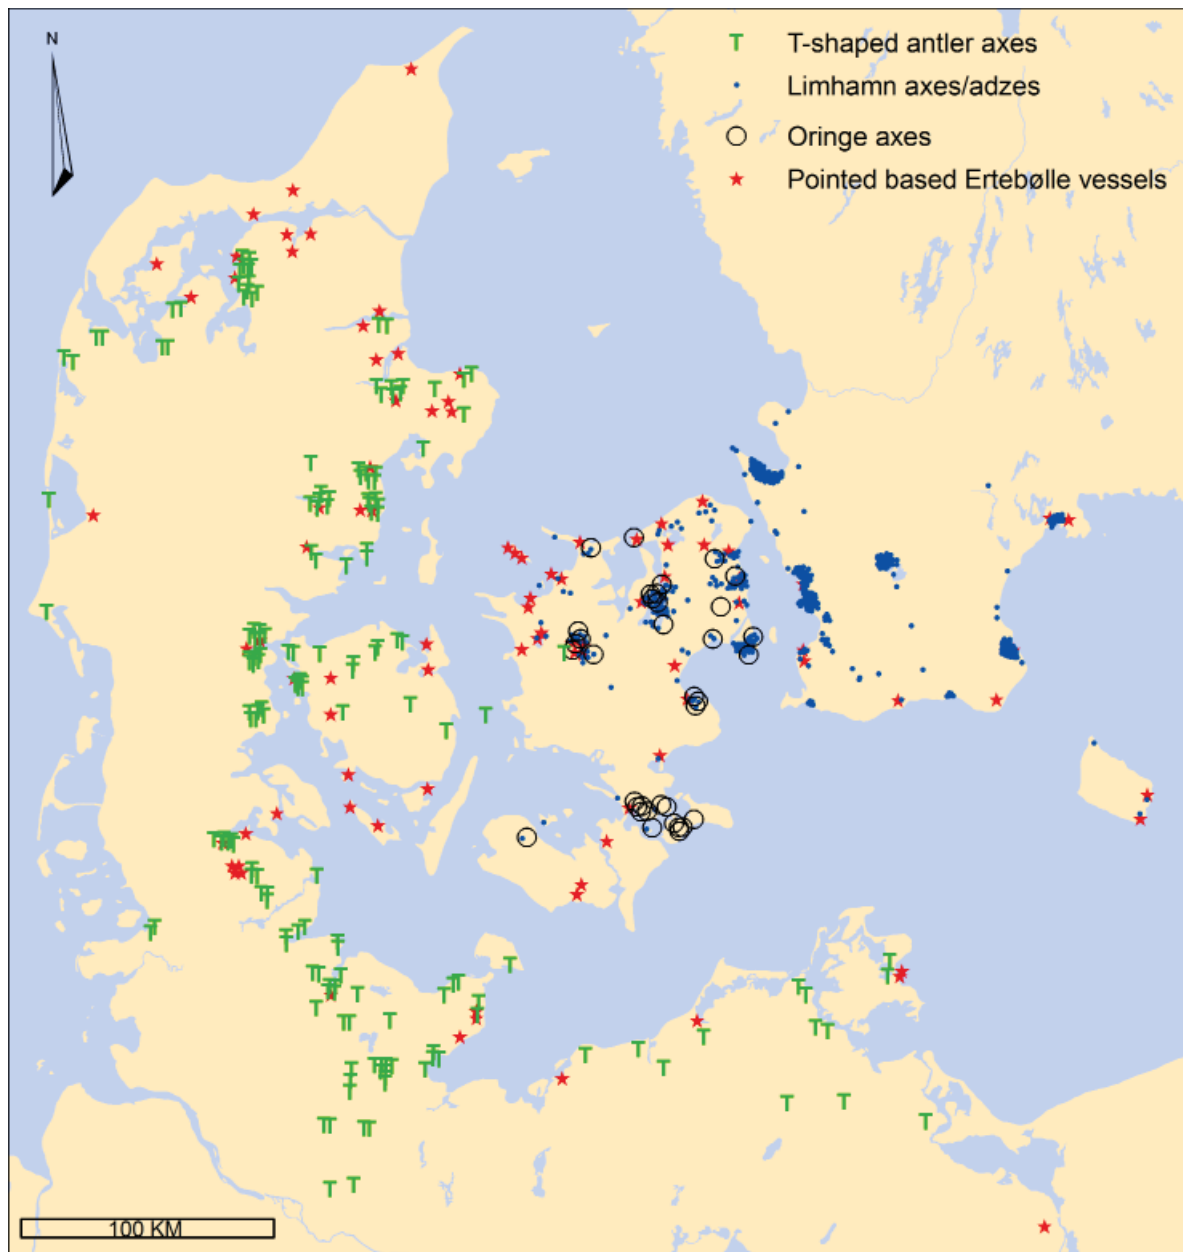 N
T-shaped antler axes
Limhamn axes/adzes
Oringe axes
Pointed based Ertebølle vessels
100 KM